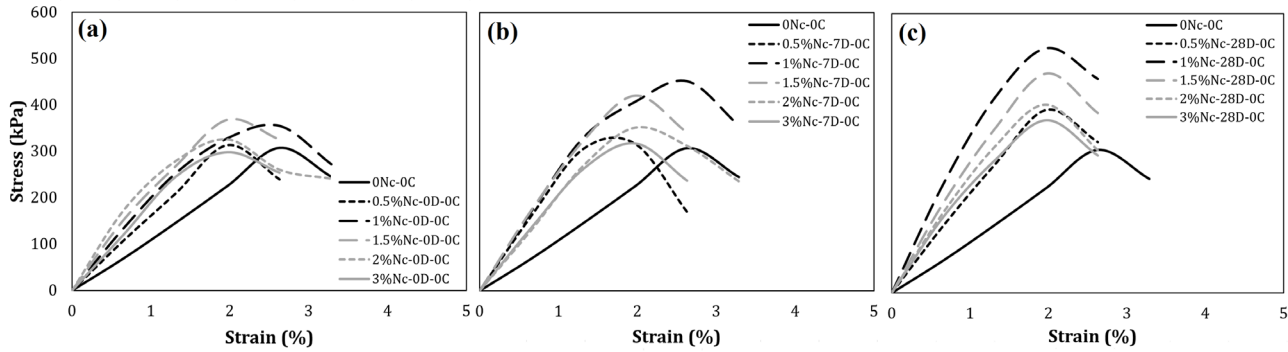 (a)
600
500
400
300
200
100
0
Stress (kPa)
0Nc-0C
0.5%Nc-0D-0C
1%Nc-0D-0C
1.5%Nc-0D-0C
2%Nc-0D-0C
3%Nc-0D-0C
0 1 2 3 4 5
Strain (%)
(b)
0Nc-0C
0.5%Nc-7D-0C
1%Nc-7D-0C
1.5%Nc-7D-0C
2%Nc-7D-0C
3%Nc-7D-0C
0 1 2 3 4 5
Strain (%)
(c)
0Nc-0C
0.5%Nc-28D-0C
1%Nc-28D-0C
1.5%Nc-28D-0C
2%Nc-28D-0C
3%Nc-28D-0C
0 1 2 3 4 5
Strain (%)